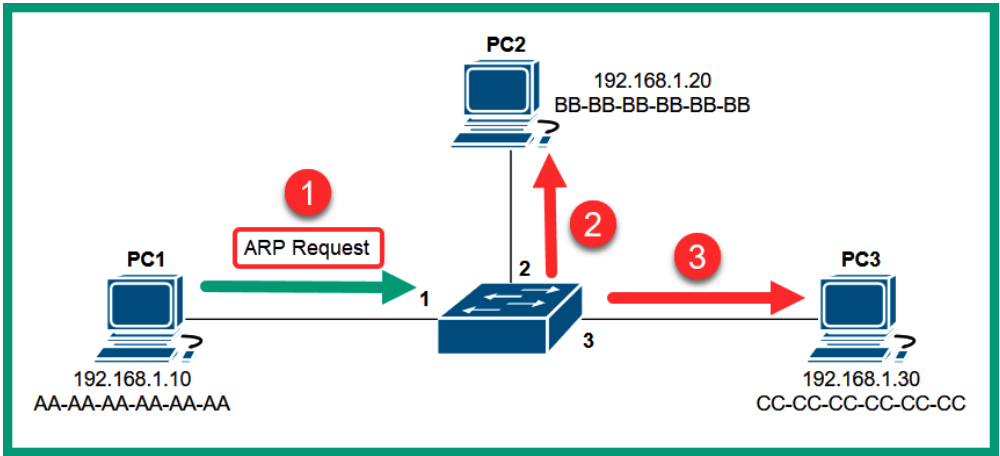 PC2
192.168.1.20
BB-BB-BB-BB-BB-BB
1
ARP Request
2
3
PC1
PC3
2
1
3
192.168.1.10
AA-AA-AA-AA-AA-AA
192.168.1.30
CC-CC-CC-CC-CC-CC